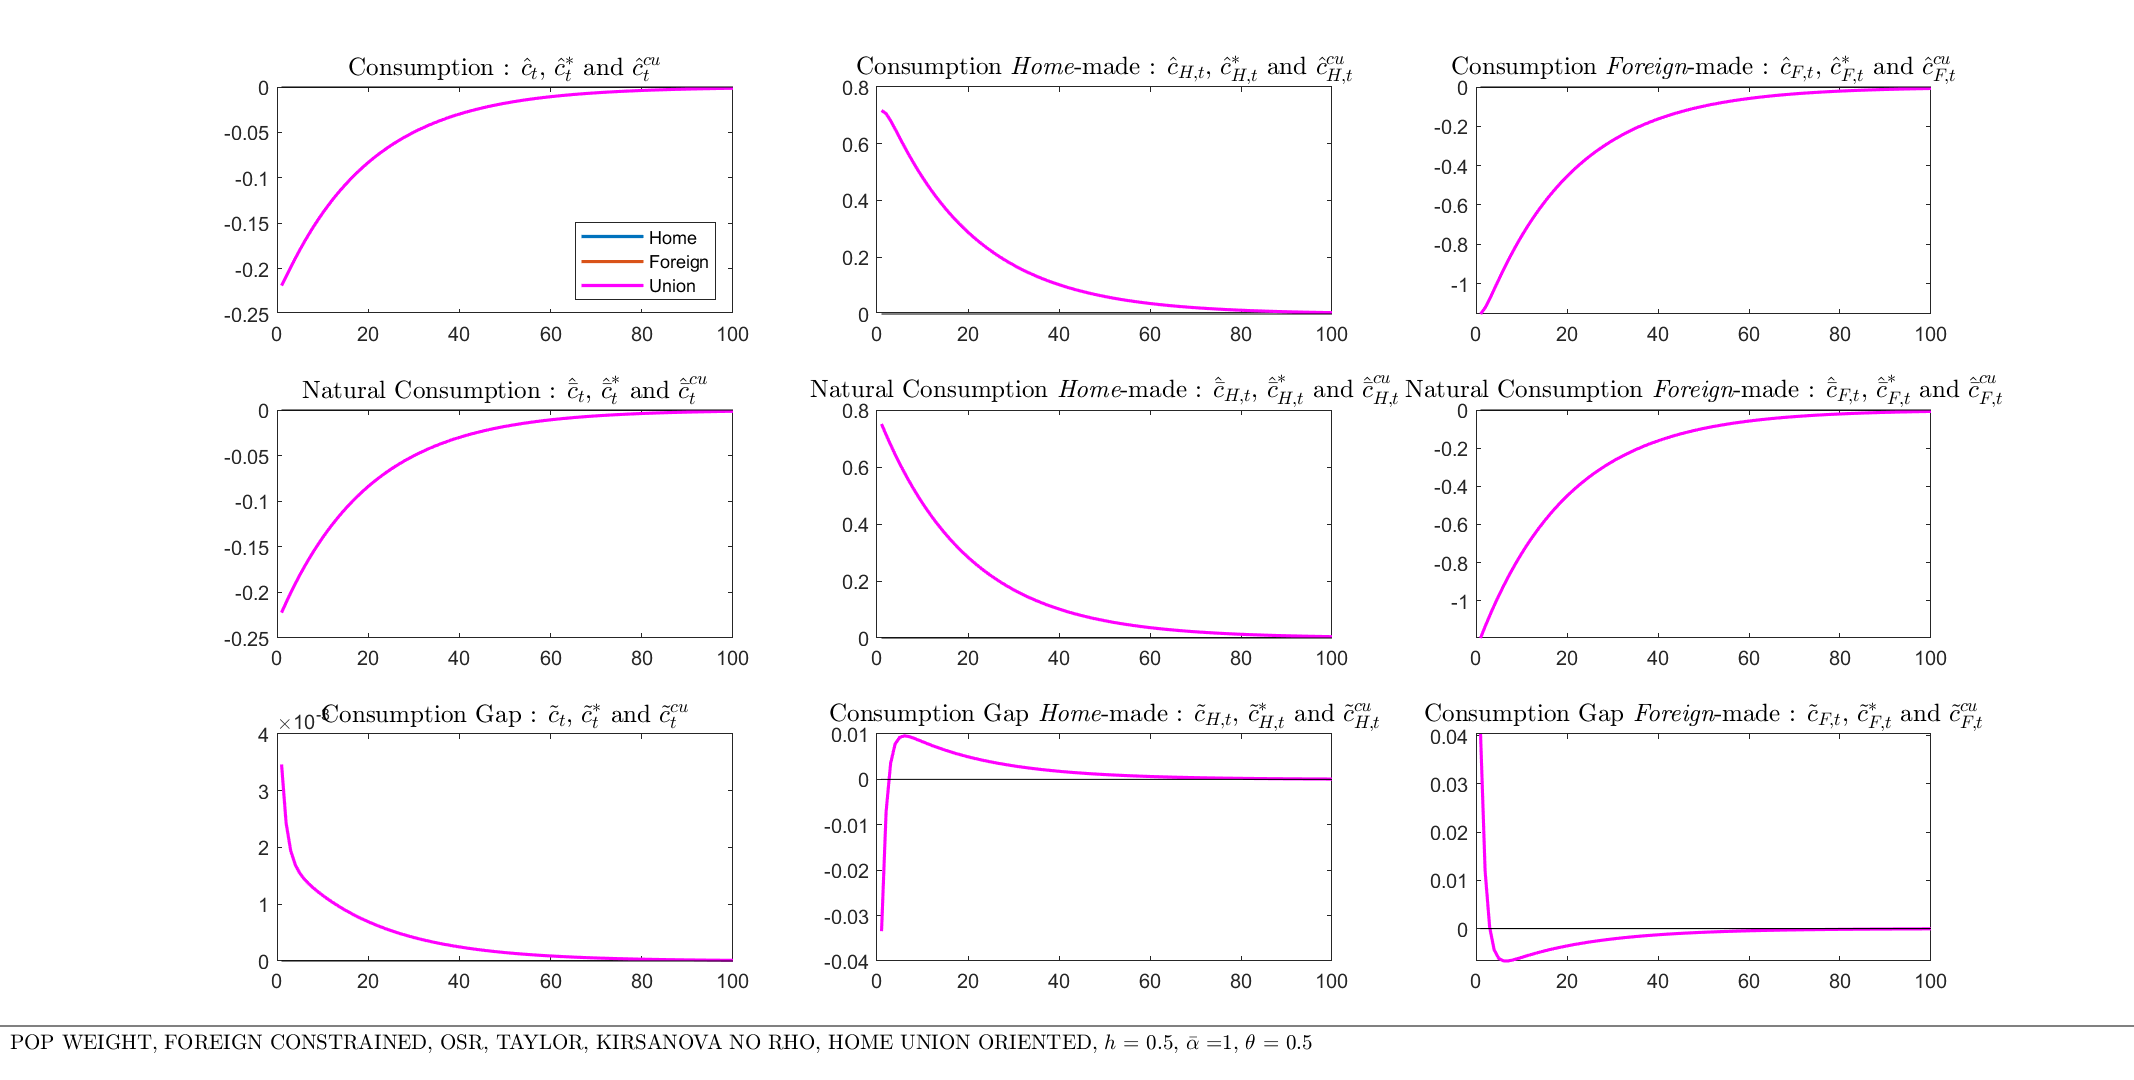 Consumption : ĉ_t, ĉ*_t and ĉ^cu_t
0
-0.05
-0.1
-0.15
-0.2
-0.25
0 20 40 60 80 100
Home
Foreign
Union
Consumption Home-made : ĉ_H,t, ĉ*_H,t and ĉ^cu_H,t
0.8
0.6
0.4
0.2
0
0 20 40 60 80 100
Consumption Foreign-made : ĉ_F,t, ĉ*_F,t and ĉ^cu_F,t
0
-0.2
-0.4
-0.6
-0.8
-1
0 20 40 60 80 100
Natural Consumption : ĉ̄_t, ĉ̄*_t and ĉ̄^cu_t
0
-0.05
-0.1
-0.15
-0.2
-0.25
0 20 40 60 80 100
Natural Consumption Home-made : ĉ̄_H,t, ĉ̄*_H,t and ĉ̄^cu_H,t
0.8
0.6
0.4
0.2
0
0 20 40 60 80 100
Natural Consumption Foreign-made : ĉ̄_F,t, ĉ̄*_F,t and ĉ̄^cu_F,t
0
-0.2
-0.4
-0.6
-0.8
-1
0 20 40 60 80 100
Consumption Gap : c̃_t, c̃*_t and c̃^cu_t
×10^-3
4
3
2
1
0
0 20 40 60 80 100
Consumption Gap Home-made : c̃_H,t, c̃*_H,t and c̃^cu_H,t
0.01
0
-0.01
-0.02
-0.03
-0.04
0 20 40 60 80 100
Consumption Gap Foreign-made : c̃_F,t, c̃*_F,t and c̃^cu_F,t
0.04
0.03
0.02
0.01
0
0 20 40 60 80 100
POP WEIGHT, FOREIGN CONSTRAINED, OSR, TAYLOR, KIRSANOVA NO RHO, HOME UNION ORIENTED, h = 0.5, ᾱ =1, θ = 0.5